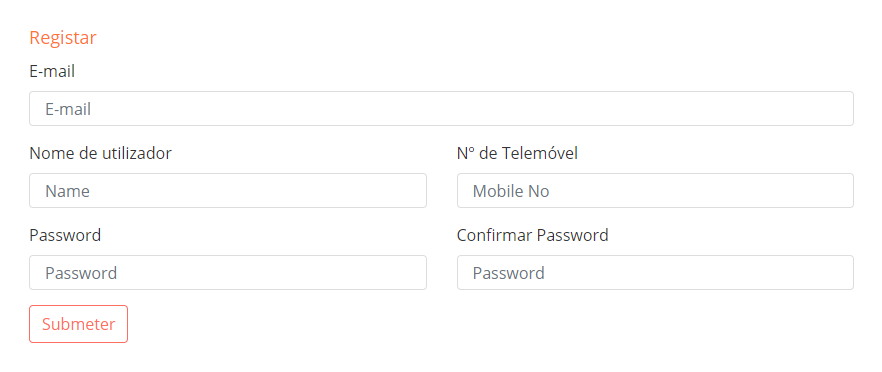 Registar
E-mail
E-mail
Nome de utilizador
Nº de Telemóvel
Name
Mobile No
Password
Confirmar Password
Password
Password
Submeter